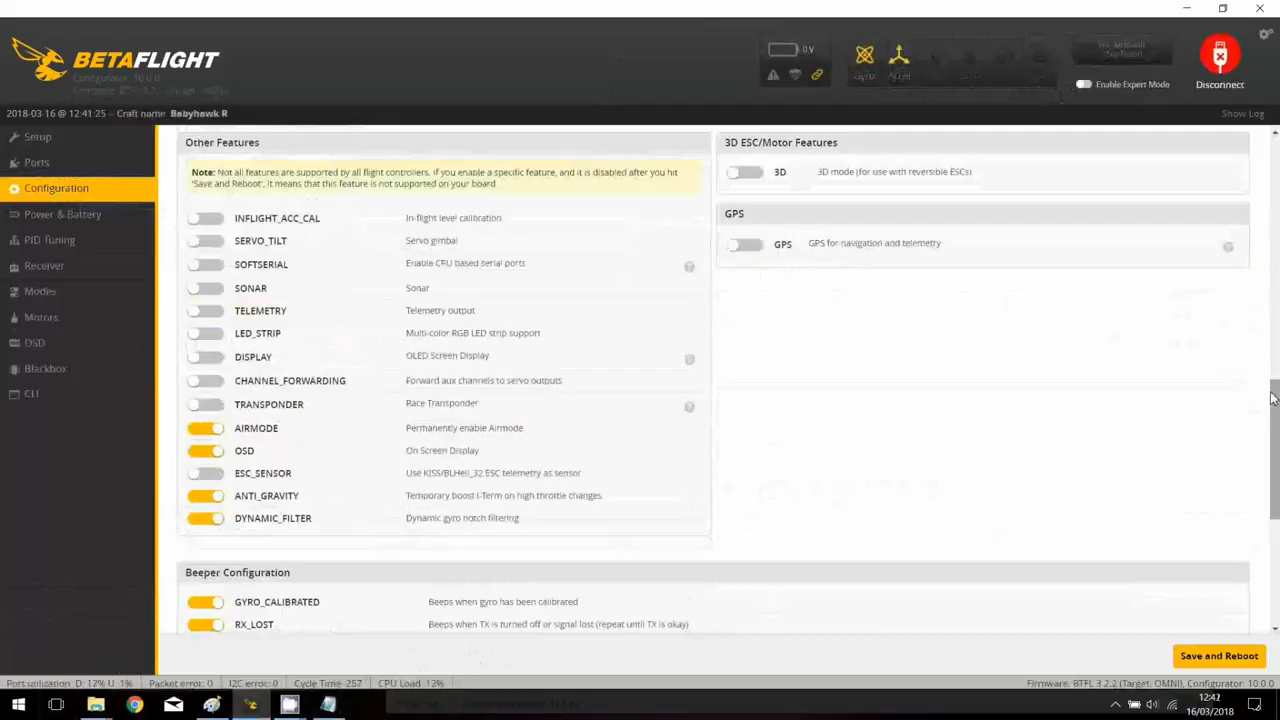 BETAFLIGHT
Configurator: 10.0.0
0 V
Gyro
Accel
Enable Expert Mode
Disconnect
2018-03-16 @ 12:41:25 -- Craft name: Babyhawk R
Show Log
Setup
Ports
Configuration
Power & Battery
PID Tuning
Receiver
Modes
Motors
OSD
Blackbox
CLI
Other Features
Note: Not all features are supported by all flight controllers. If you enable a specific feature, and it is disabled after you hit
'Save and Reboot', it means that this feature is not supported on your board
INFLIGHT_ACC_CAL In-flight level calibration
SERVO_TILT Servo gimbal
SOFTSERIAL Enable CPU based serial ports
SONAR Sonar
TELEMETRY Telemetry output
LED_STRIP Multi-color RGB LED strip support
DISPLAY OLED Screen Display
CHANNEL_FORWARDING Forward aux channels to servo outputs
TRANSPONDER Race Transponder
AIRMODE Permanently enable Airmode
OSD On Screen Display
ESC_SENSOR Use KISS/BLHeli_32 ESC telemetry as sensor
ANTI_GRAVITY Temporary boost I-Term on high throttle changes
DYNAMIC_FILTER Dynamic gyro notch filtering
3D ESC/Motor Features
3D 3D mode (for use with reversible ESCs)
GPS
GPS GPS for navigation and telemetry
Beeper Configuration
GYRO_CALIBRATED Beeps when gyro has been calibrated
RX_LOST Beeps when TX is turned off or signal lost (repeat until TX is okay)
Save and Reboot
Port utilization: D: 12% U: 1% Packet error: 0 I2C error: 0 Cycle Time: 257 CPU Load: 12%
Firmware: BTFL 3.2.2 (Target: OMNI), Configurator: 10.0.0
12:42
16/03/2018